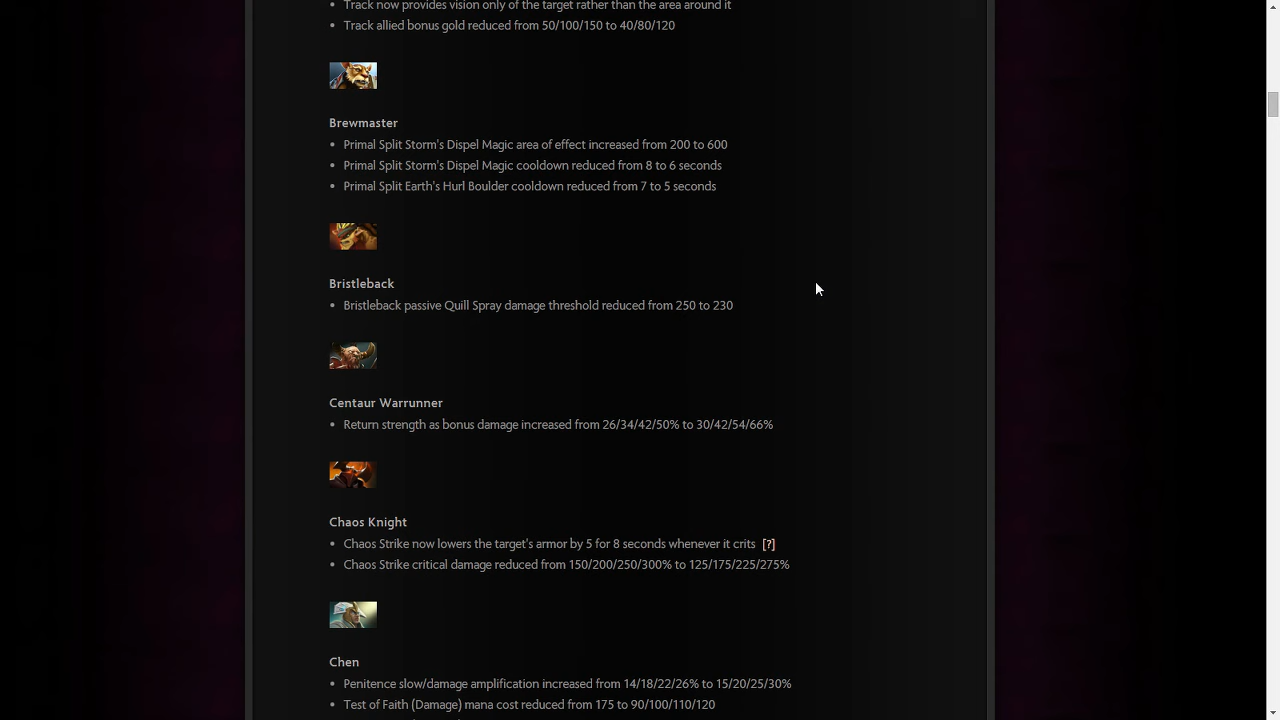 Track now provides vision only of the target rather than the area around it
• Track allied bonus gold reduced from 50/100/150 to 40/80/120
Brewmaster
• Primal Split Storm's Dispel Magic area of effect increased from 200 to 600
• Primal Split Storm's Dispel Magic cooldown reduced from 8 to 6 seconds
• Primal Split Earth's Hurl Boulder cooldown reduced from 7 to 5 seconds
Bristleback
• Bristleback passive Quill Spray damage threshold reduced from 250 to 230
Centaur Warrunner
• Return strength as bonus damage increased from 26/34/42/50% to 30/42/54/66%
Chaos Knight
• Chaos Strike now lowers the target's armor by 5 for 8 seconds whenever it crits [?]
• Chaos Strike critical damage reduced from 150/200/250/300% to 125/175/225/275%
Chen
• Penitence slow/damage amplification increased from 14/18/22/26% to 15/20/25/30%
• Test of Faith (Damage) mana cost reduced from 175 to 90/100/110/120